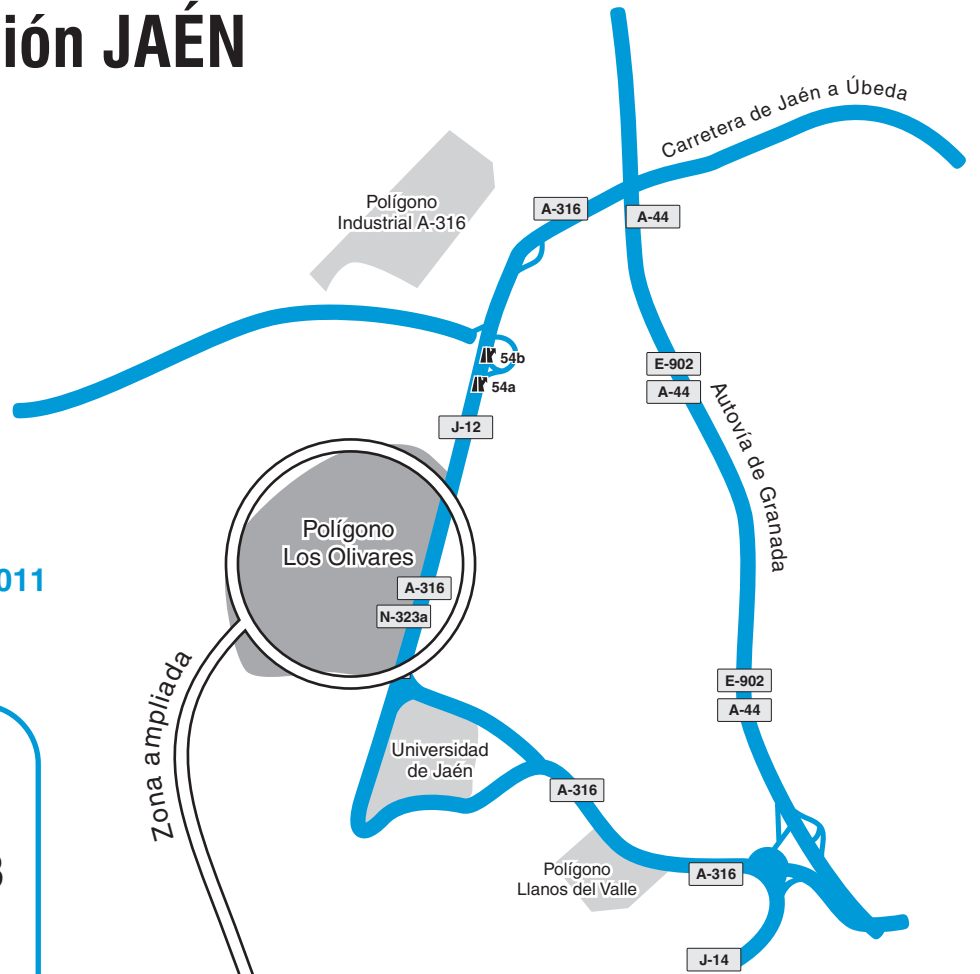 ión JAÉN
Carretera de Jaén a Úbeda
Polígono
Industrial A-316
A-316
A-44
54b
54a
E-902
A-44
J-12
Autovía de Granada
Polígono
Los Olivares
011
A-316
N-323a
Zona ampliada
E-902
A-44
Universidad
de Jaén
A-316
Polígono
Llanos del Valle
A-316
J-14